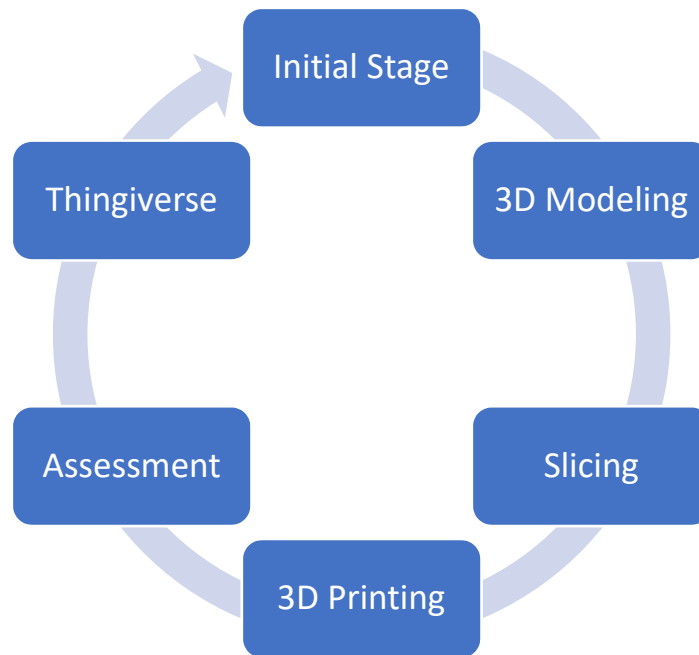 Initial Stage
3D Modeling
Slicing
3D Printing
Assessment
Thingiverse